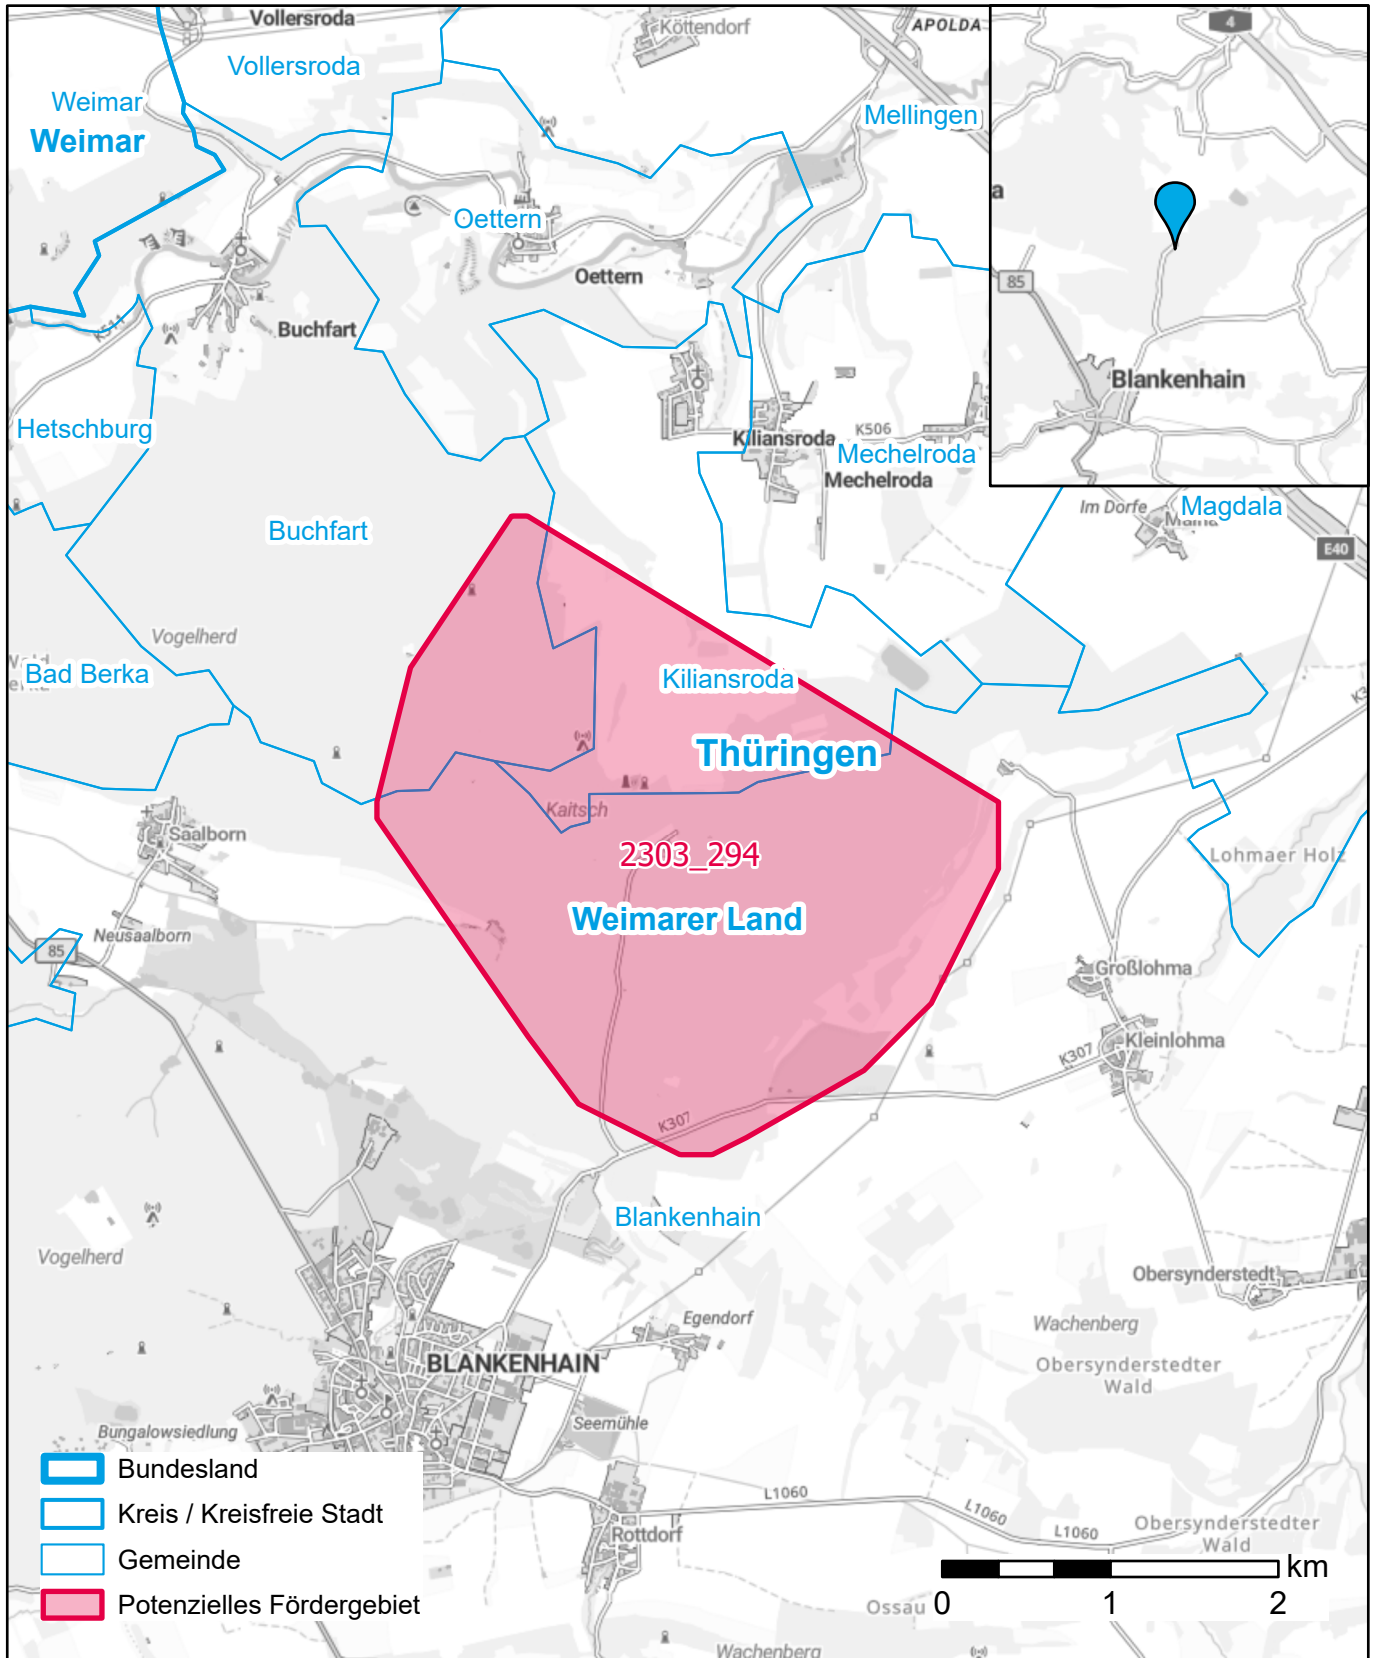 Vollersroda
Köttendorf
APOLDA
4
Vollersroda
Weimar
Weimar
Mellingen
a
Oettern
Oettern
85
K511
Buchfart
Blankenhain
Hetschburg
Kiliansroda
K506
Mechelroda
Mechelroda
Im Dorfe
Magdala
Maina
Buchfart
E40
Vogelherd
Bad Berka
Kiliansroda
Thüringen
Kaitsch
Saalborn
2303_294
Lohmaer Holz
Weimarer Land
Neusaalborn
85
Großlohma
Kleinlohma
K307
K307
Blankenhain
Vogelherd
Obersynderstedt
Egendorf
Wachenberg
BLANKENHAIN
Obersynderstedter
Wald
Seemühle
Bungalowsiedlung
Bundesland
L1060
Kreis / Kreisfreie Stadt
L1060
L1060
Obersynderstedter
Wald
Rottdorf
Gemeinde
km
Potenzielles Fördergebiet
Ossau
0
1
2
Wachenberg